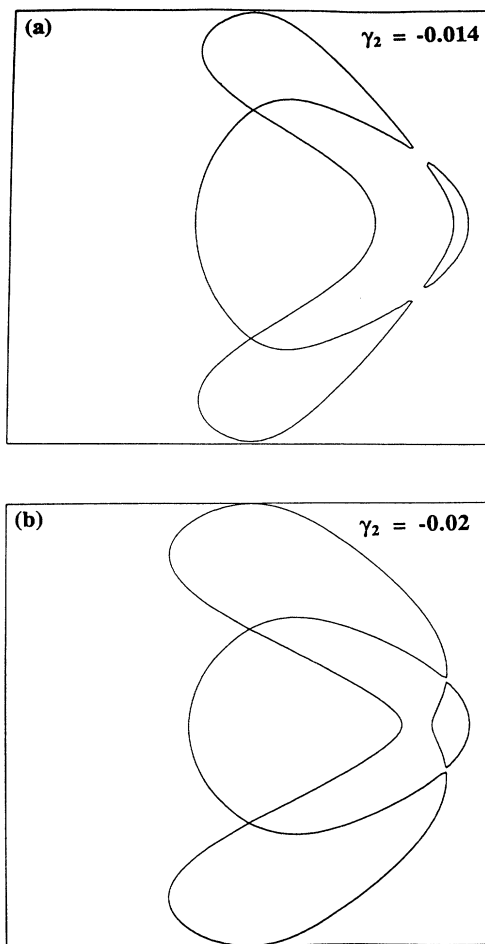 (a)
γ₂ = -0.014
(b)
γ₂ = -0.02